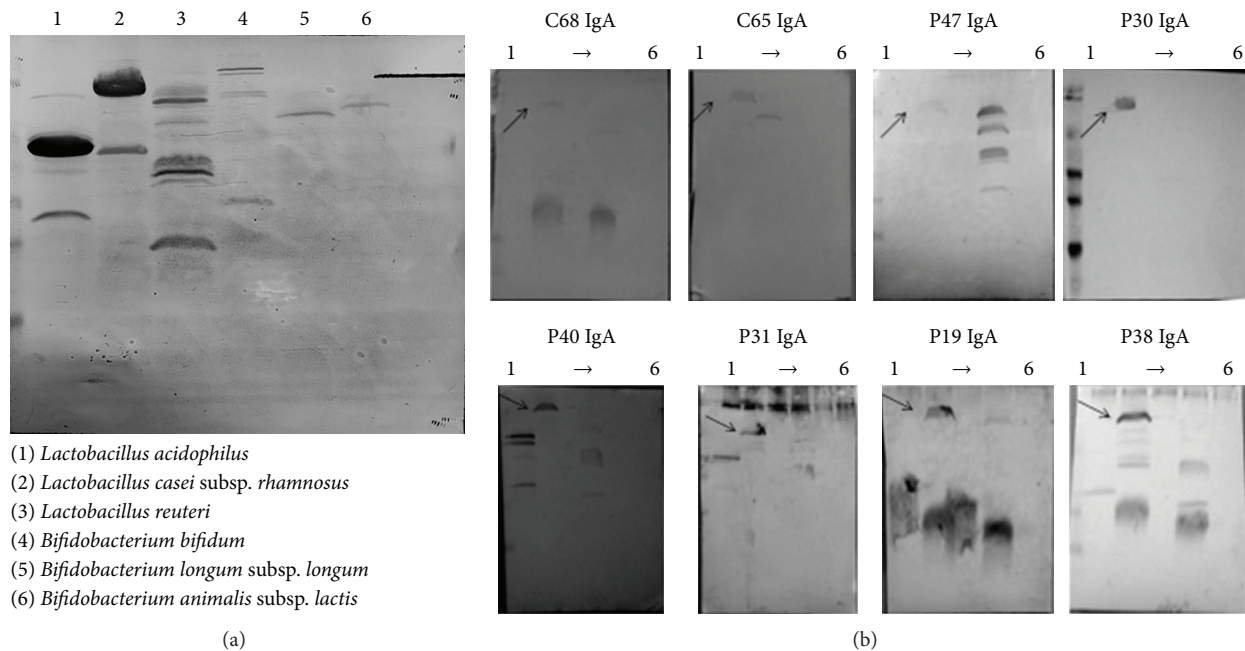 1 2 3 4 5 6
(1) Lactobacillus acidophilus
(2) Lactobacillus casei subsp. rhamnosus
(3) Lactobacillus reuteri
(4) Bifidobacterium bifidum
(5) Bifidobacterium longum subsp. longum
(6) Bifidobacterium animalis subsp. lactis
(a)
C68 IgA C65 IgA P47 IgA P30 IgA
1 → 6 1 → 6 1 → 6 1 → 6
P40 IgA P31 IgA P19 IgA P38 IgA
1 → 6 1 → 6 1 → 6 1 → 6
(b)